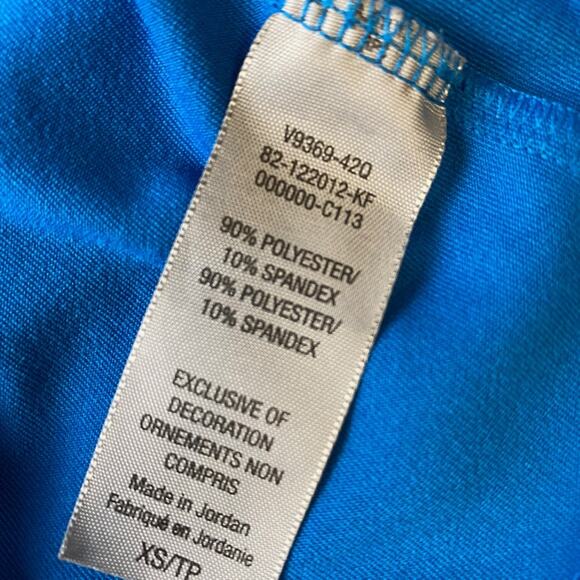 V9369-42Q
82-122012-KF
000000-C113
90% POLYESTER/
10% SPANDEX
90% POLYESTER/
10% SPANDEX
EXCLUSIVE OF
DECORATION
ORNEMENTS NON
COMPRIS
Made in Jordan
Fabriqué en Jordanie
XS/TP